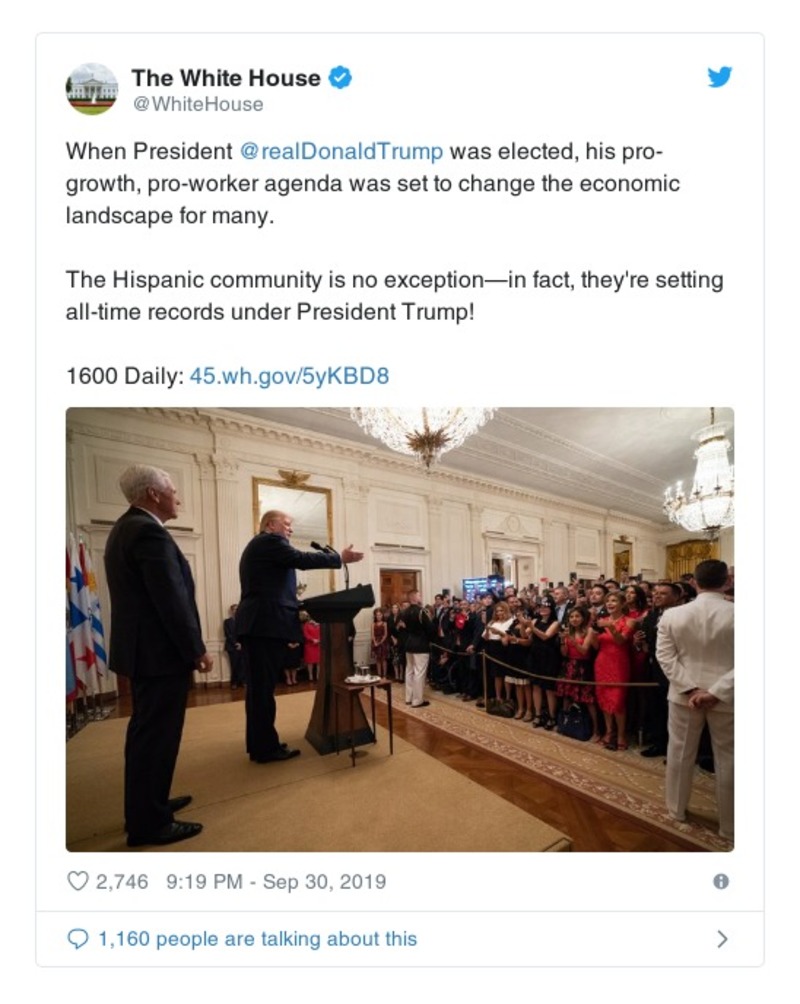 The White House
@WhiteHouse
When President @realDonaldTrump was elected, his pro-
growth, pro-worker agenda was set to change the economic
landscape for many.
The Hispanic community is no exception—in fact, they're setting
all-time records under President Trump!
1600 Daily: 45.wh.gov/5yKBD8
2,746 9:19 PM - Sep 30, 2019
1,160 people are talking about this